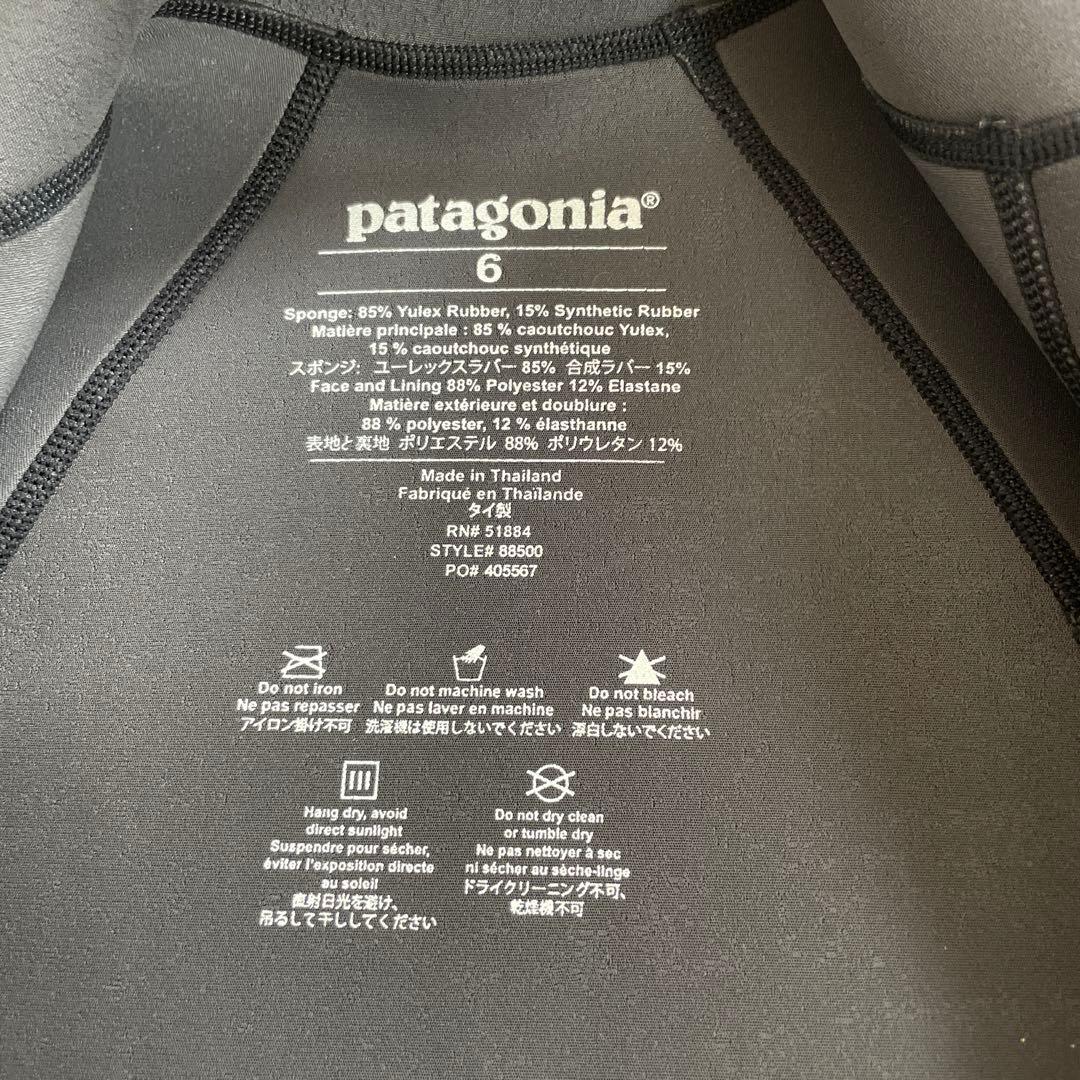 patagonia®
6
Sponge: 85% Yulex Rubber, 15% Synthetic Rubber
Matière principale : 85 % caoutchouc Yulex,
15 % caoutchouc synthétique
スポンジ: ユーレックスラバー 85% 合成ラバー 15%
Face and Lining 88% Polyester 12% Elastane
Matière extérieure et doublure :
88 % polyester, 12 % élasthanne
表地と裏地 ポリエステル 88% ポリウレタン 12%
Made in Thailand
Fabriqué en Thaïlande
タイ製
RN# 51884
STYLE# 88500
PO# 405567
Do not iron
Ne pas repasser
アイロン掛け不可
Do not machine wash
Ne pas laver en machine
洗濯機は使用しないでください
Do not bleach
Ne pas blanchir
漂白しないでください
Hang dry, avoid
direct sunlight
Suspendre pour sécher,
éviter l'exposition directe
au soleil
直射日光を避け、
吊るして干ししてください
Do not dry clean
or tumble dry
Ne pas nettoyer à sec
ni sécher au sèche-linge
ドライクリーニング不可、
乾燥機不可